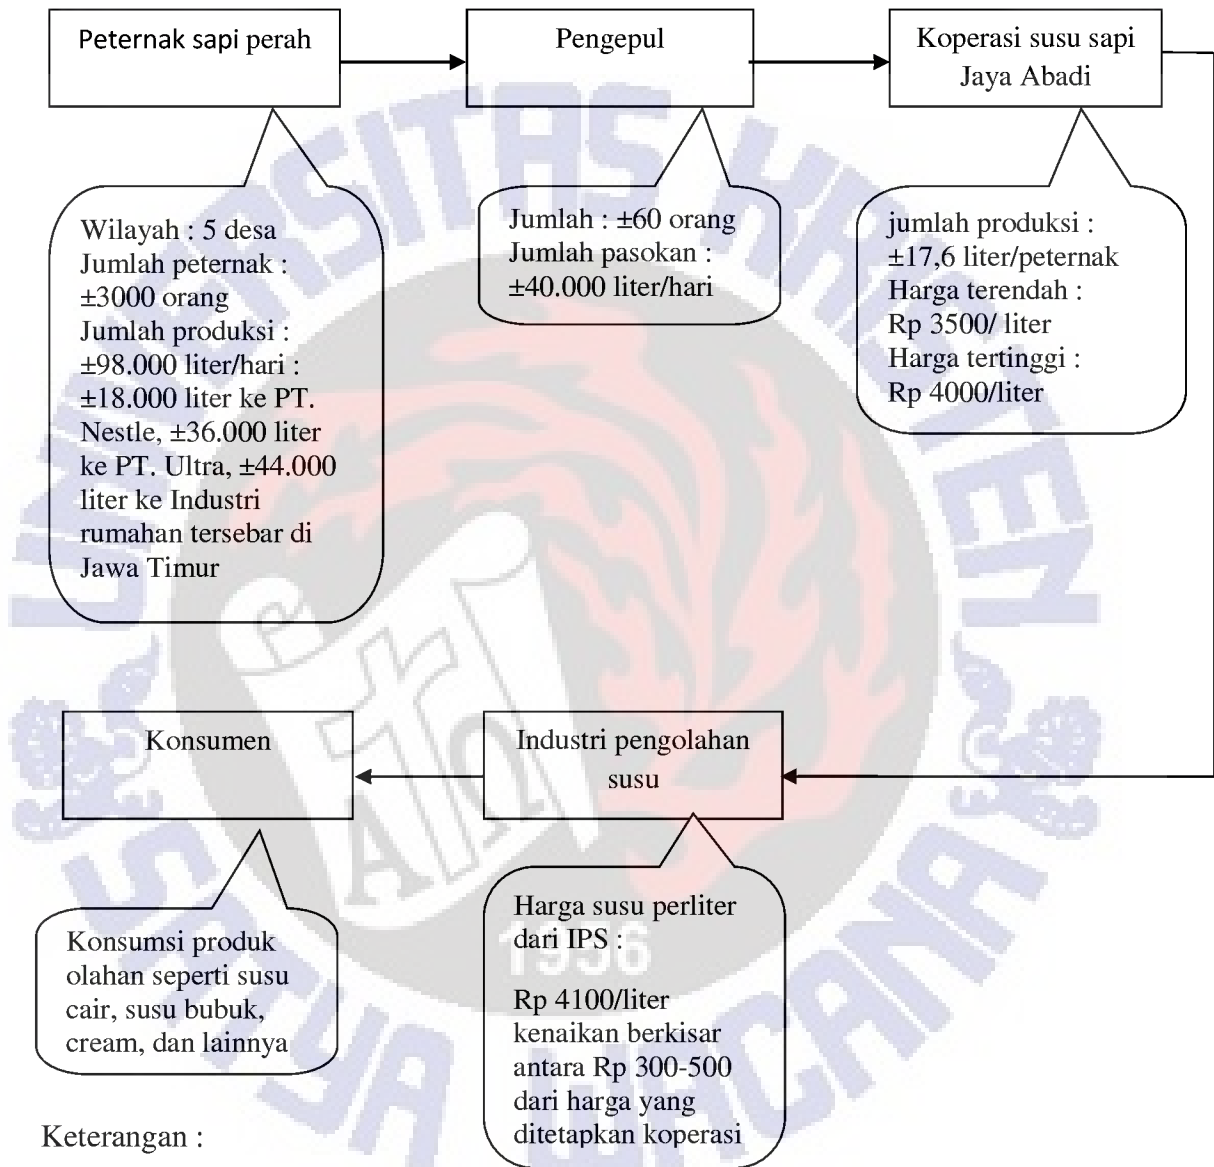 Peternak sapi perah
Pengepul
Koperasi susu sapi
Jaya Abadi
Wilayah : 5 desa
Jumlah peternak :
±3000 orang
Jumlah produksi :
±98.000 liter/hari :
±18.000 liter ke PT.
Nestle, ±36.000 liter
ke PT. Ultra, ±44.000
liter ke Industri
rumahan tersebar di
Jawa Timur
Jumlah : ±60 orang
Jumlah pasokan :
±40.000 liter/hari
jumlah produksi :
±17,6 liter/peternak
Harga terendah :
Rp 3500/ liter
Harga tertinggi :
Rp 4000/liter
Konsumen
Industri pengolahan
susu
Konsumsi produk
olahan seperti susu
cair, susu bubuk,
cream, dan lainnya
Harga susu perliter
dari IPS :
Rp 4100/liter
kenaikan berkisar
antara Rp 300-500
dari harga yang
ditetapkan koperasi
Keterangan :
UNIVERSITAS KRISTEN
SATYA WACANA
1956
Α Ω